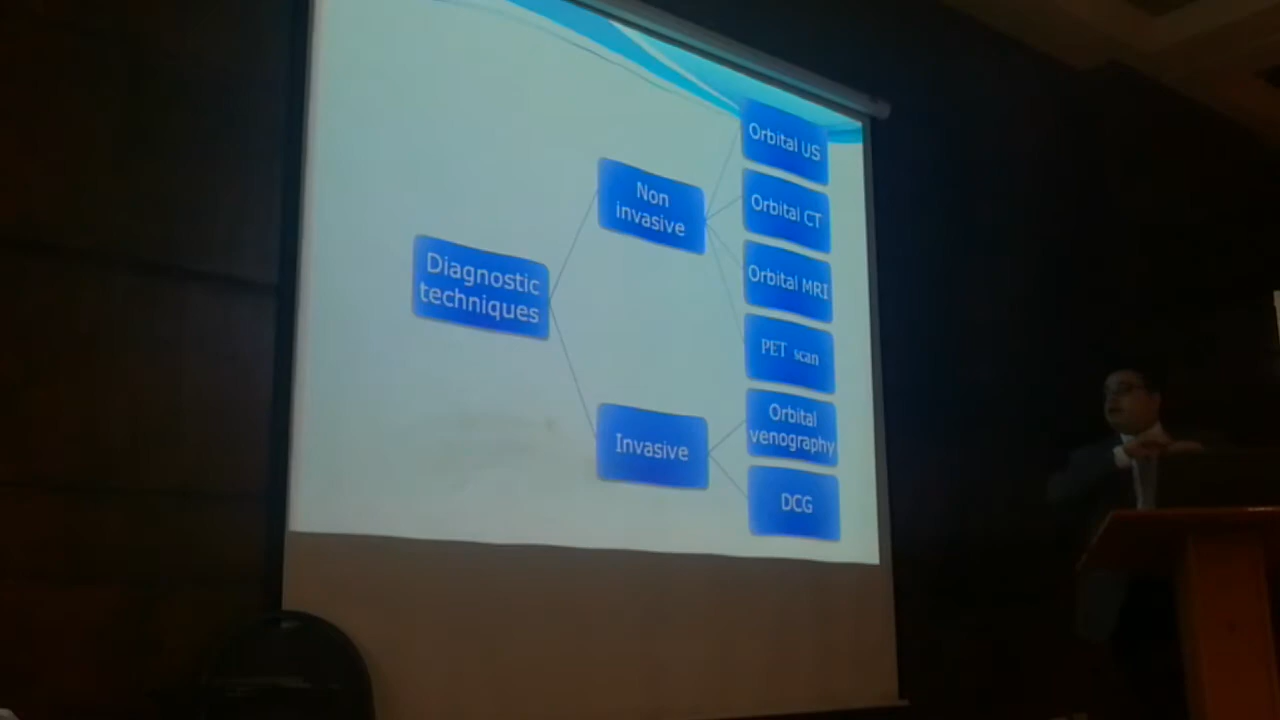 Diagnostic
techniques
Non
invasive
Orbital US
Orbital CT
Orbital MRI
PET scan
Invasive
Orbital
venography
DCG